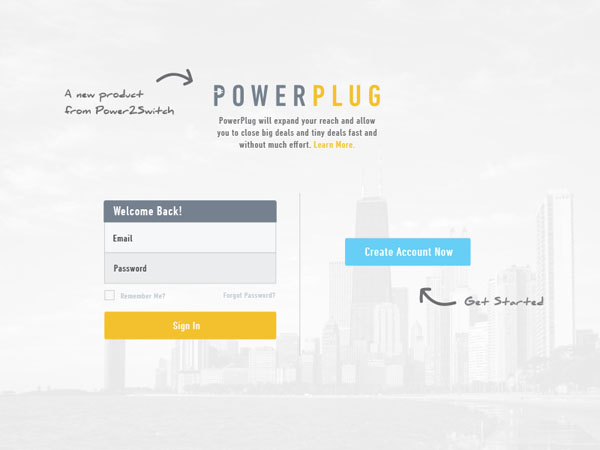 A new product
from Power2Switch
POWERPLUG
PowerPlug will expand your reach and allow
you to close big deals and tiny deals fast and
without much effort. Learn More.
Welcome Back!
Email
Password
Remember Me?
Forgot Password?
Sign In
Create Account Now
Get Started